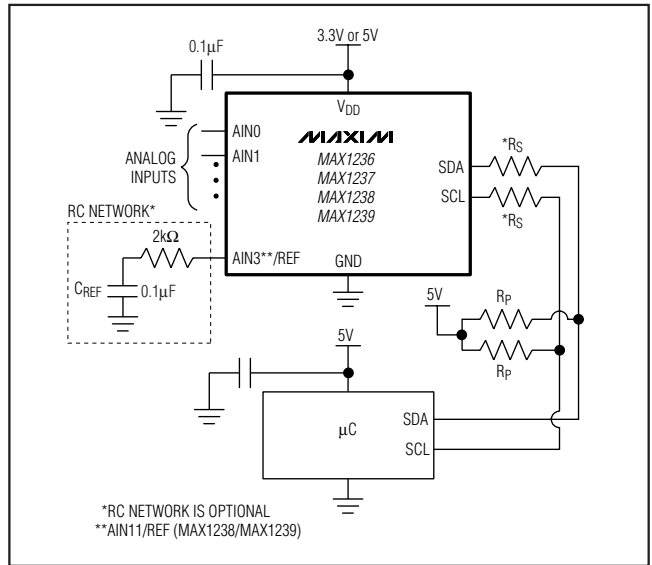 3.3V or 5V
0.1µF
VDD
AIN0
AIN1
ANALOG
INPUTS
MAXIM
MAX1236
MAX1237
MAX1238
MAX1239
SDA
SCL
*RS
*RS
RC NETWORK*
2kΩ
CREF
0.1µF
AIN3**/REF
GND
5V
RP
RP
5V
µC
SDA
SCL
*RC NETWORK IS OPTIONAL
**AIN11/REF (MAX1238/MAX1239)